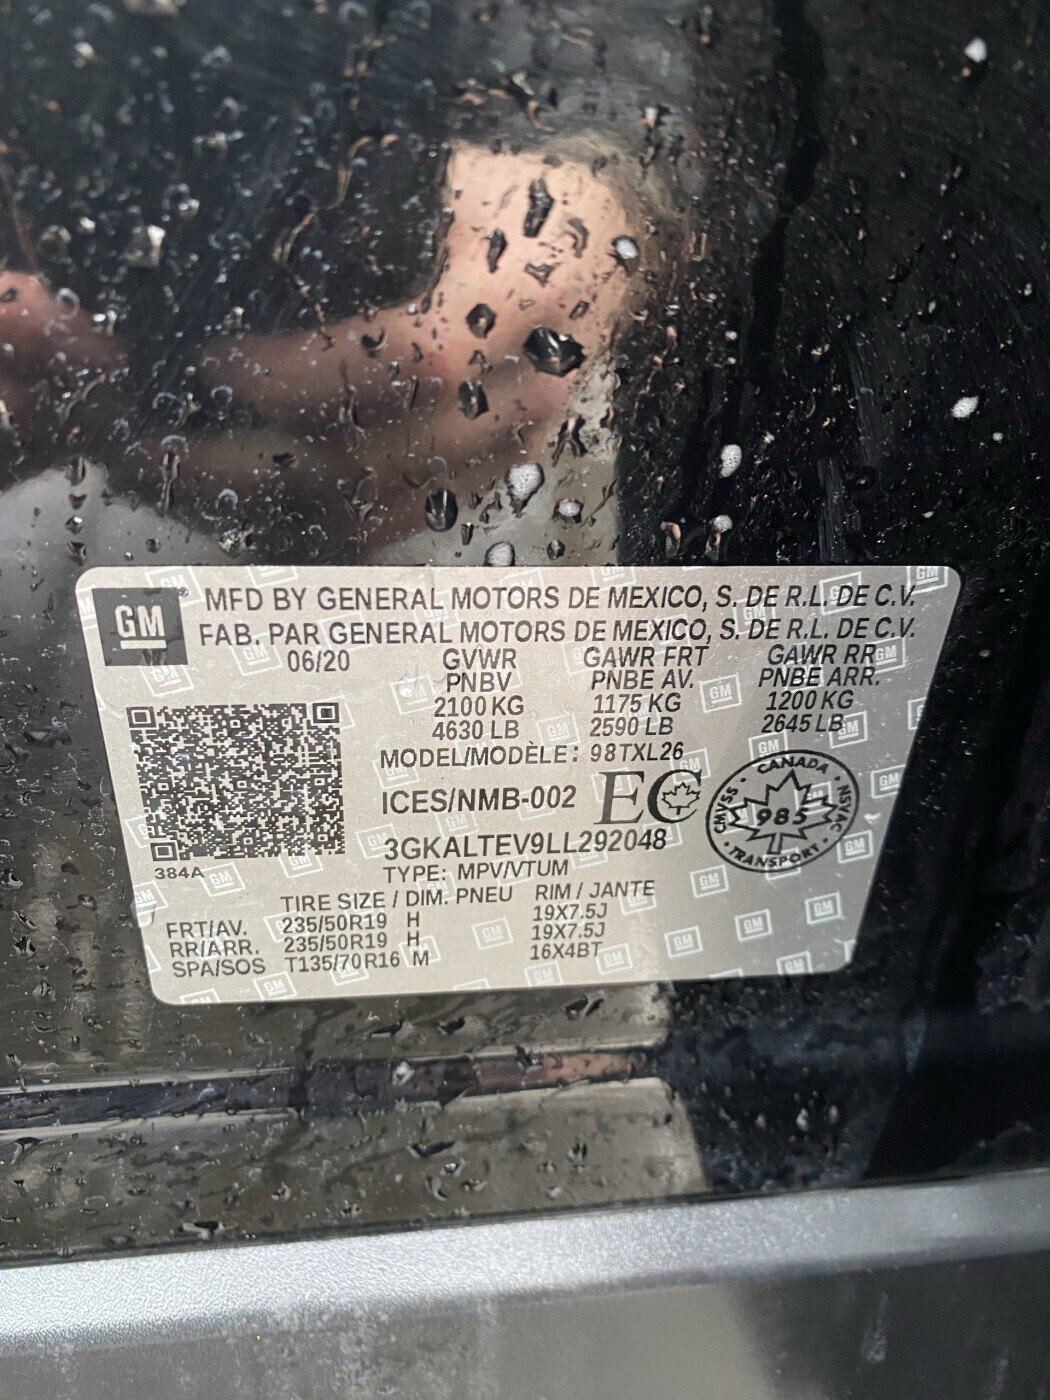 GM
MFD BY GENERAL MOTORS DE MEXICO, S. DE R.L. DE C.V.
FAB. PAR GENERAL MOTORS DE MEXICO, S. DE R.L. DE C.V.
06/20 GVWR GAWR FRT GAWR RR
PNBV PNBE AV. PNBE ARR.
2100 KG 1175 KG 1200 KG
4630 LB 2590 LB 2645 LB
MODEL/MODÈLE: 98TXL26
ICES/NMB-002 EC
CANADA
CMVSS · NSVAC
985
TRANSPORT
3GKALTEV9LL292048
384A
TYPE: MPV/VTUM
TIRE SIZE / DIM. PNEU RIM / JANTE
FRT/AV. 235/50R19 H 19X7.5J
RR/ARR. 235/50R19 H 19X7.5J
SPA/SOS T135/70R16 M 16X4BT